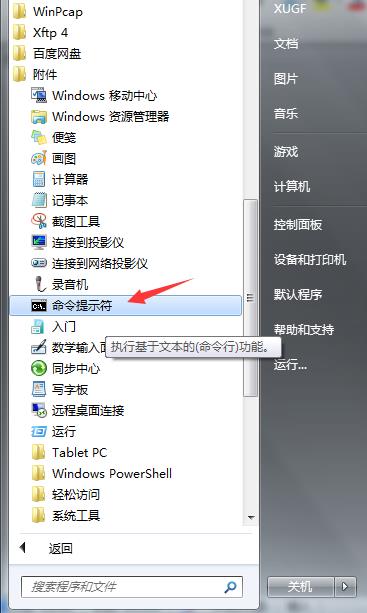 WinPcap
Xftp 4
百度网盘
附件
Windows 移动中心
Windows 资源管理器
便笺
画图
计算器
记事本
截图工具
连接到投影仪
连接到网络投影仪
录音机
C:\.
命令提示符
入门
执行基于文本的(命令行)功能。
数学输入面
同步中心
写字板
远程桌面连接
运行
Tablet PC
Windows PowerShell
轻松访问
系统工具
返回
搜索程序和文件
XUGF
文档
图片
音乐
游戏
计算机
控制面板
设备和打印机
默认程序
帮助和支持
运行...
关机